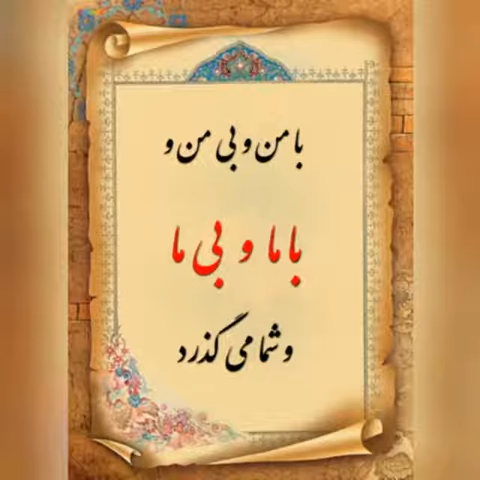 با من و بی من و
با ما و بی ما
و شما می گذرد